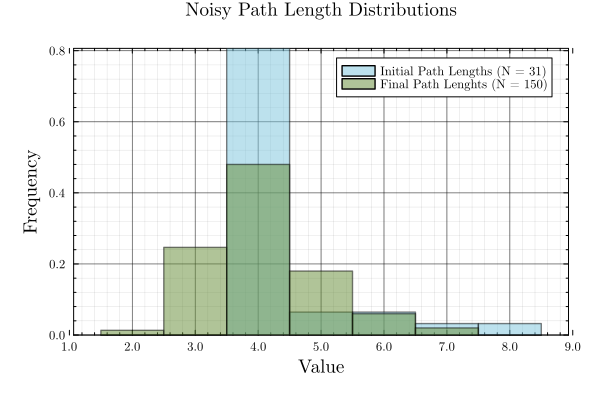 Noisy Path Length Distributions
Initial Path Lengths (N = 31)
Final Path Lenghts (N = 150)
Frequency
0.8
0.6
0.4
0.2
0.0
1.0 2.0 3.0 4.0 5.0 6.0 7.0 8.0 9.0
Value